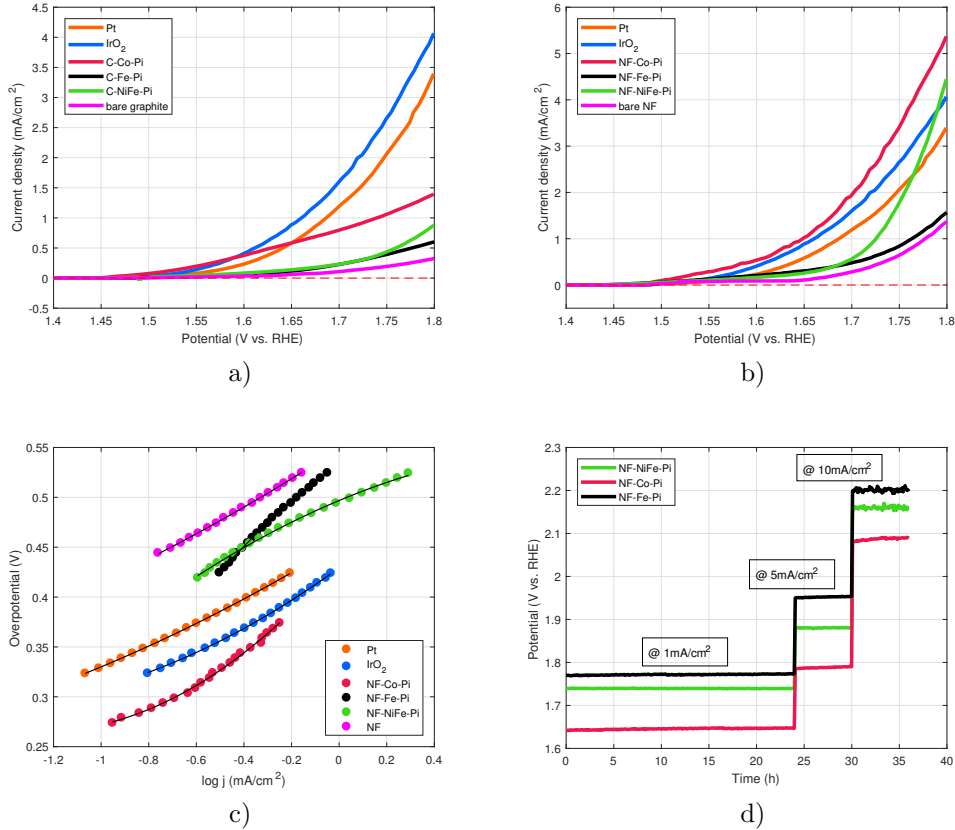 Pt
IrO2
C-Co-Pi
C-Fe-Pi
C-NiFe-Pi
bare graphite
4.5
4
3.5
3
2.5
2
1.5
1
0.5
0
-0.5
Current density (mA/cm2)
1.4 1.45 1.5 1.55 1.6 1.65 1.7 1.75 1.8
Potential (V vs. RHE)
a)
Pt
IrO2
NF-Co-Pi
NF-Fe-Pi
NF-NiFe-Pi
bare NF
6
5
4
3
2
1
0
Current density (mA/cm2)
1.4 1.45 1.5 1.55 1.6 1.65 1.7 1.75 1.8
Potential (V vs. RHE)
b)
0.55
0.5
0.45
0.4
0.35
0.3
0.25
Overpotential (V)
Pt
IrO2
NF-Co-Pi
NF-Fe-Pi
NF-NiFe-Pi
NF
-1.2 -1 -0.8 -0.6 -0.4 -0.2 0 0.2 0.4
log j (mA/cm2)
c)
NF-NiFe-Pi
NF-Co-Pi
NF-Fe-Pi
@ 10mA/cm2
@ 5mA/cm2
@ 1mA/cm2
2.3
2.2
2.1
2
1.9
1.8
1.7
1.6
Potential (V vs. RHE)
0 5 10 15 20 25 30 35 40
Time (h)
d)